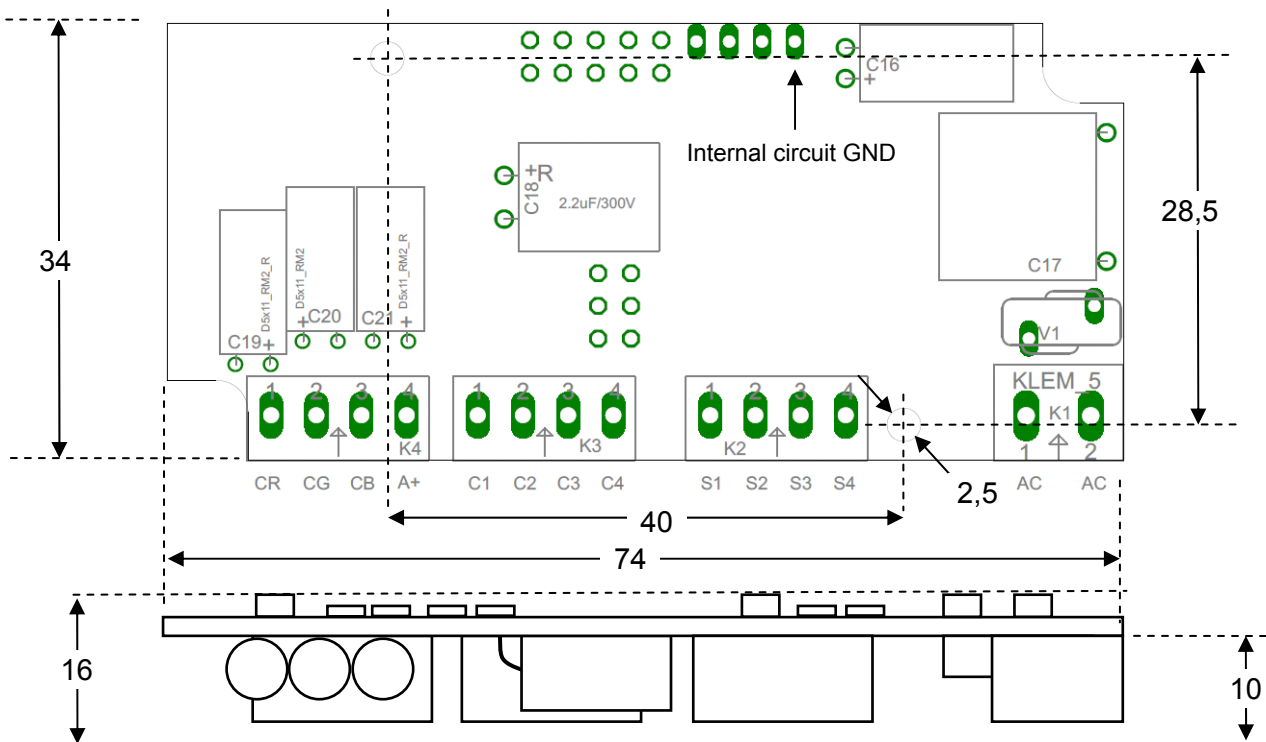 C16
+
Internal circuit GND
+R
C18
2.2uF/300V
28,5
34
C17
D5x11_RM2_R
D5x11_RM2
D5x11_RM2_R
+
C20
C21
+
C19
+
V1
KLEM_5
1 2 3 4
1 2 3 4
1 2 3 4
K1
K4
K3
K2
1 2
CR CG CB A+
C1 C2 C3 C4
S1 S2 S3 S4
AC AC
2,5
40
74
16
10